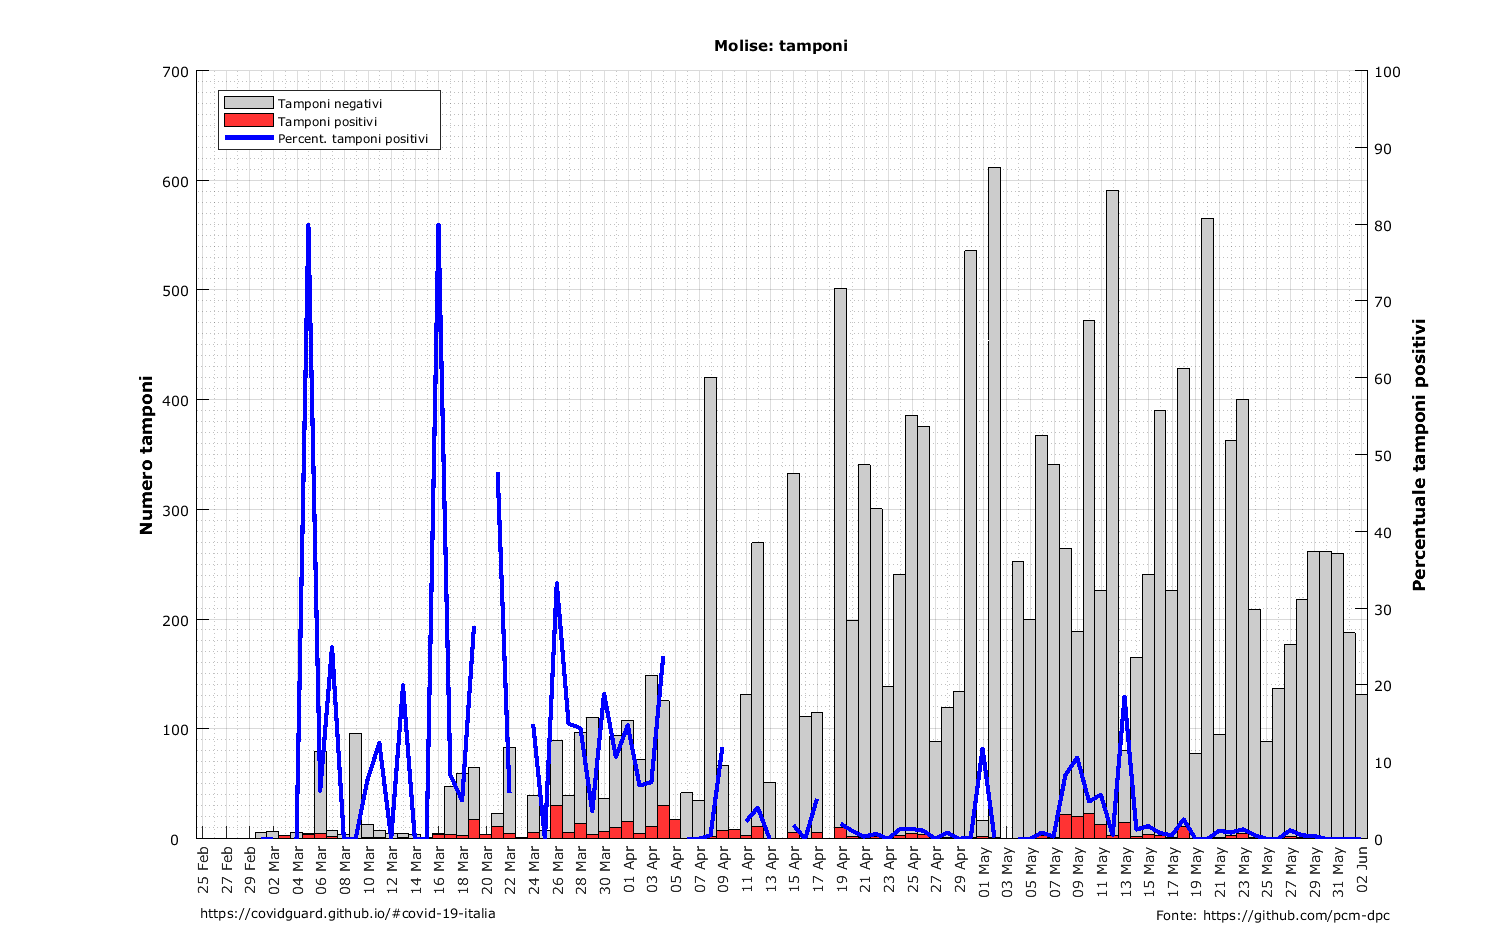 Molise: tamponi
Tamponi negativi
Tamponi positivi
Percent. tamponi positivi
Numero tamponi
700
600
500
400
300
200
100
0
100
90
80
70
60
50
40
30
20
10
0
Percentuale tamponi positivi
25 Feb
27 Feb
29 Feb
02 Mar
04 Mar
06 Mar
08 Mar
10 Mar
12 Mar
14 Mar
16 Mar
18 Mar
20 Mar
22 Mar
24 Mar
26 Mar
28 Mar
30 Mar
01 Apr
03 Apr
05 Apr
07 Apr
09 Apr
11 Apr
13 Apr
15 Apr
17 Apr
19 Apr
21 Apr
23 Apr
25 Apr
27 Apr
29 Apr
01 May
03 May
05 May
07 May
09 May
11 May
13 May
15 May
17 May
19 May
21 May
23 May
25 May
27 May
29 May
31 May
02 Jun
https://covidguard.github.io/#covid-19-italia
Fonte: https://github.com/pcm-dpc